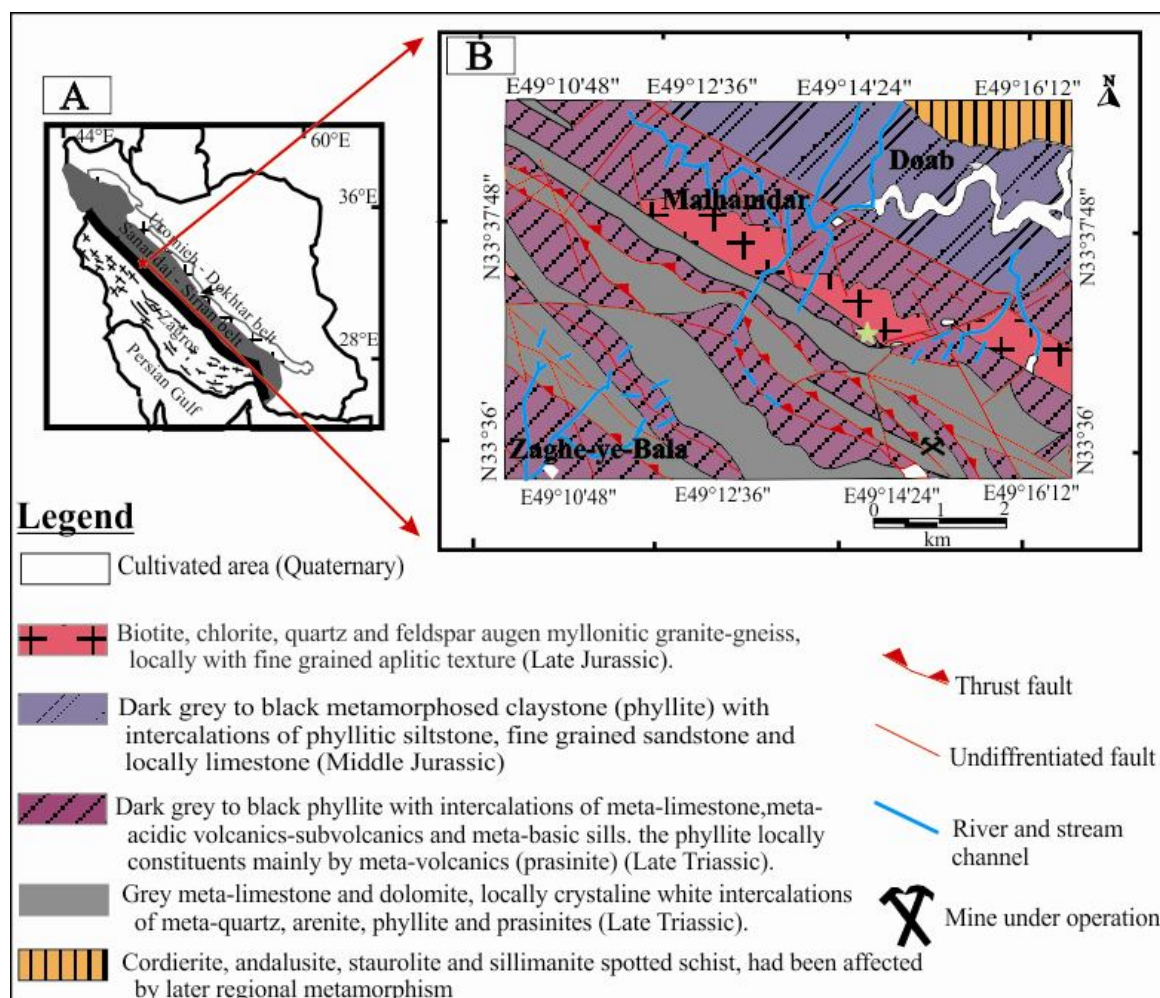 A
44°E
60°E
36°E
28°E
Uromieh - Dokhtar belt
Sanandaj - Sirjan belt
Zagros
Persian Gulf
B
N
E49°10'48" E49°12'36" E49°14'24" E49°16'12"
N33°37'48"
N33°36'
N33°37'48"
N33°36'
Doab
Malhamdar
Zaghe-ye-Bala
E49°10'48" E49°12'36" E49°14'24" E49°16'12"
0 1 2
km
Legend
Cultivated area (Quaternary)
Biotite, chlorite, quartz and feldspar augen myllonitic granite-gneiss,
locally with fine grained aplitic texture (Late Jurassic).
Dark grey to black metamorphosed claystone (phyllite) with
intercalations of phyllitic siltstone, fine grained sandstone and
locally limestone (Middle Jurassic)
Dark grey to black phyllite with intercalations of meta-limestone,meta-
acidic volcanics-subvolcanics and meta-basic sills. the phyllite locally
constituents mainly by meta-volcanics (prasinite) (Late Triassic).
Grey meta-limestone and dolomite, locally crystaline white intercalations
of meta-quartz, arenite, phyllite and prasinites (Late Triassic).
Cordierite, andalusite, staurolite and sillimanite spotted schist, had been affected
by later regional metamorphism
Thrust fault
Undiffrentiated fault
River and stream
channel
Mine under operation